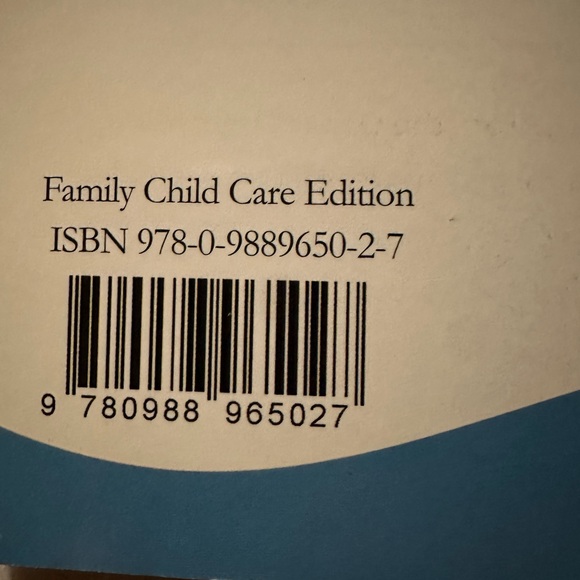 Family Child Care Edition
ISBN 978-0-9889650-2-7
9 780988 965027